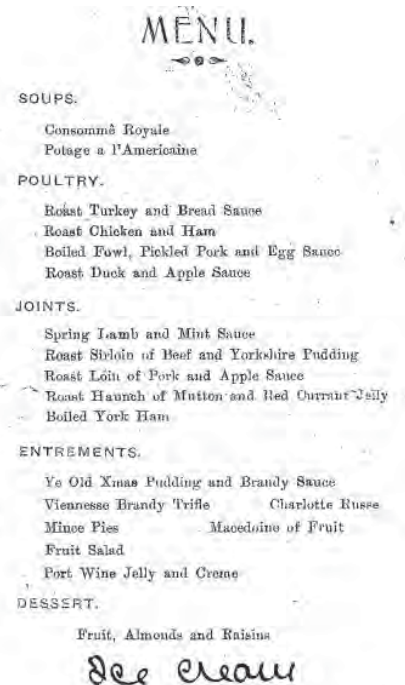 MENU.
SOUPS.
Consommé Royale
Potage a l'Americaine
POULTRY.
Roast Turkey and Bread Sauce
Roast Chicken and Ham
Boiled Fowl, Pickled Pork and Egg Sauce
Roast Duck and Apple Sauce
JOINTS.
Spring Lamb and Mint Sauce
Roast Sirloin of Beef and Yorkshire Pudding
Roast Loin of Pork and Apple Sauce
Roast Haunch of Mutton and Red Currant Jelly
Boiled York Ham
ENTREMENTS.
Ye Old Xmas Pudding and Brandy Sauce
Viennesse Brandy Trifle Charlotte Russe
Mince Pies Macedoine of Fruit
Fruit Salad
Port Wine Jelly and Creme
DESSERT.
Fruit, Almonds and Raisins
Ice Cream